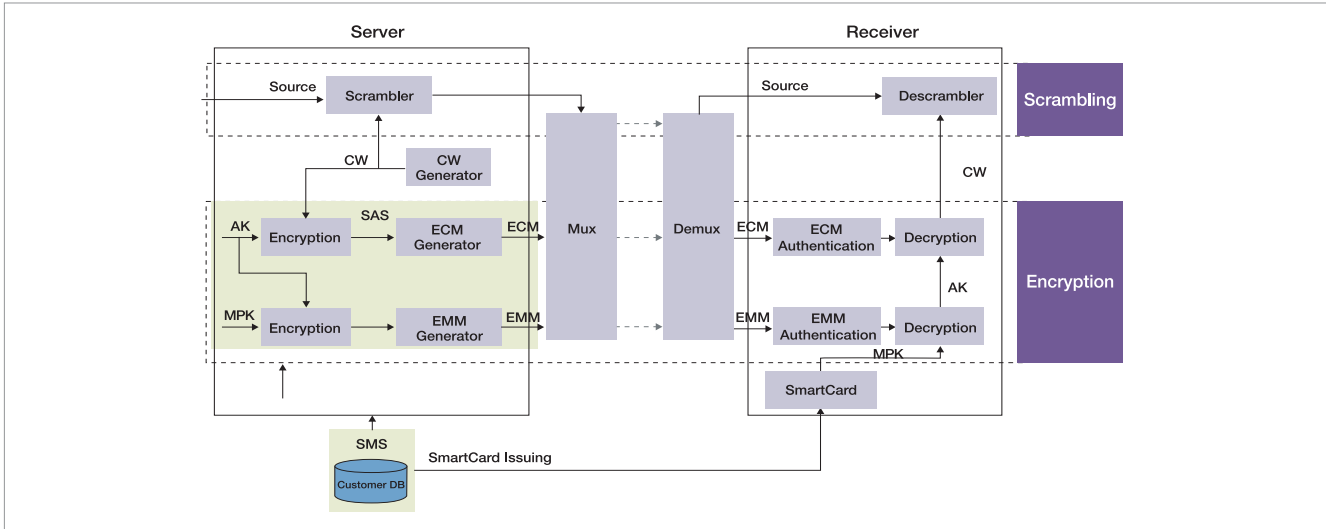 Server
Receiver
Source
Scrambler
Source
Descrambler
Scrambling
CW
CW
Generator
CW
AK
Encryption
SAS
ECM
Generator
ECM
Mux
Demux
ECM
ECM
Authentication
Decryption
AK
Encryption
MPK
Encryption
EMM
Generator
EMM
EMM
EMM
Authentication
Decryption
MPK
SmartCard
SMS
Customer DB
SmartCard Issuing